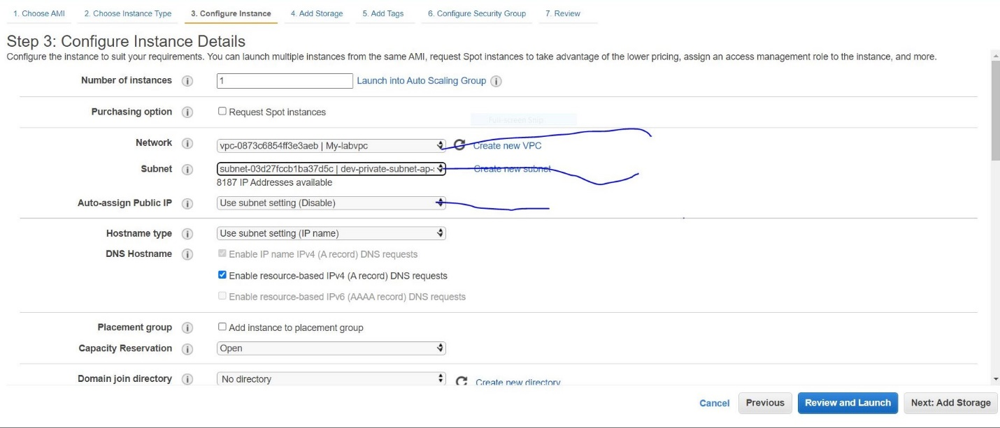 1. Choose AMI 2. Choose Instance Type 3. Configure Instance 4. Add Storage 5. Add Tags 6. Configure Security Group 7. Review
Step 3: Configure Instance Details
Configure the instance to suit your requirements. You can launch multiple instances from the same AMI, request Spot instances to take advantage of the lower pricing, assign an access management role to the instance, and more.
Number of instances 1 Launch into Auto Scaling Group
Purchasing option Request Spot instances
Full-screen Snip
Network vpc-0873c6854ff3e3aeb | My-labvpc Create new VPC
Subnet subnet-03d27fccb1ba37d5c | dev-private-subnet-ap-s Create new subnet
8187 IP Addresses available
Auto-assign Public IP Use subnet setting (Disable)
Hostname type Use subnet setting (IP name)
DNS Hostname Enable IP name IPv4 (A record) DNS requests
Enable resource-based IPv4 (A record) DNS requests
Enable resource-based IPv6 (AAAA record) DNS requests
Placement group Add instance to placement group
Capacity Reservation Open
Domain join directory No directory Create new directory
Cancel Previous Review and Launch Next: Add Storage